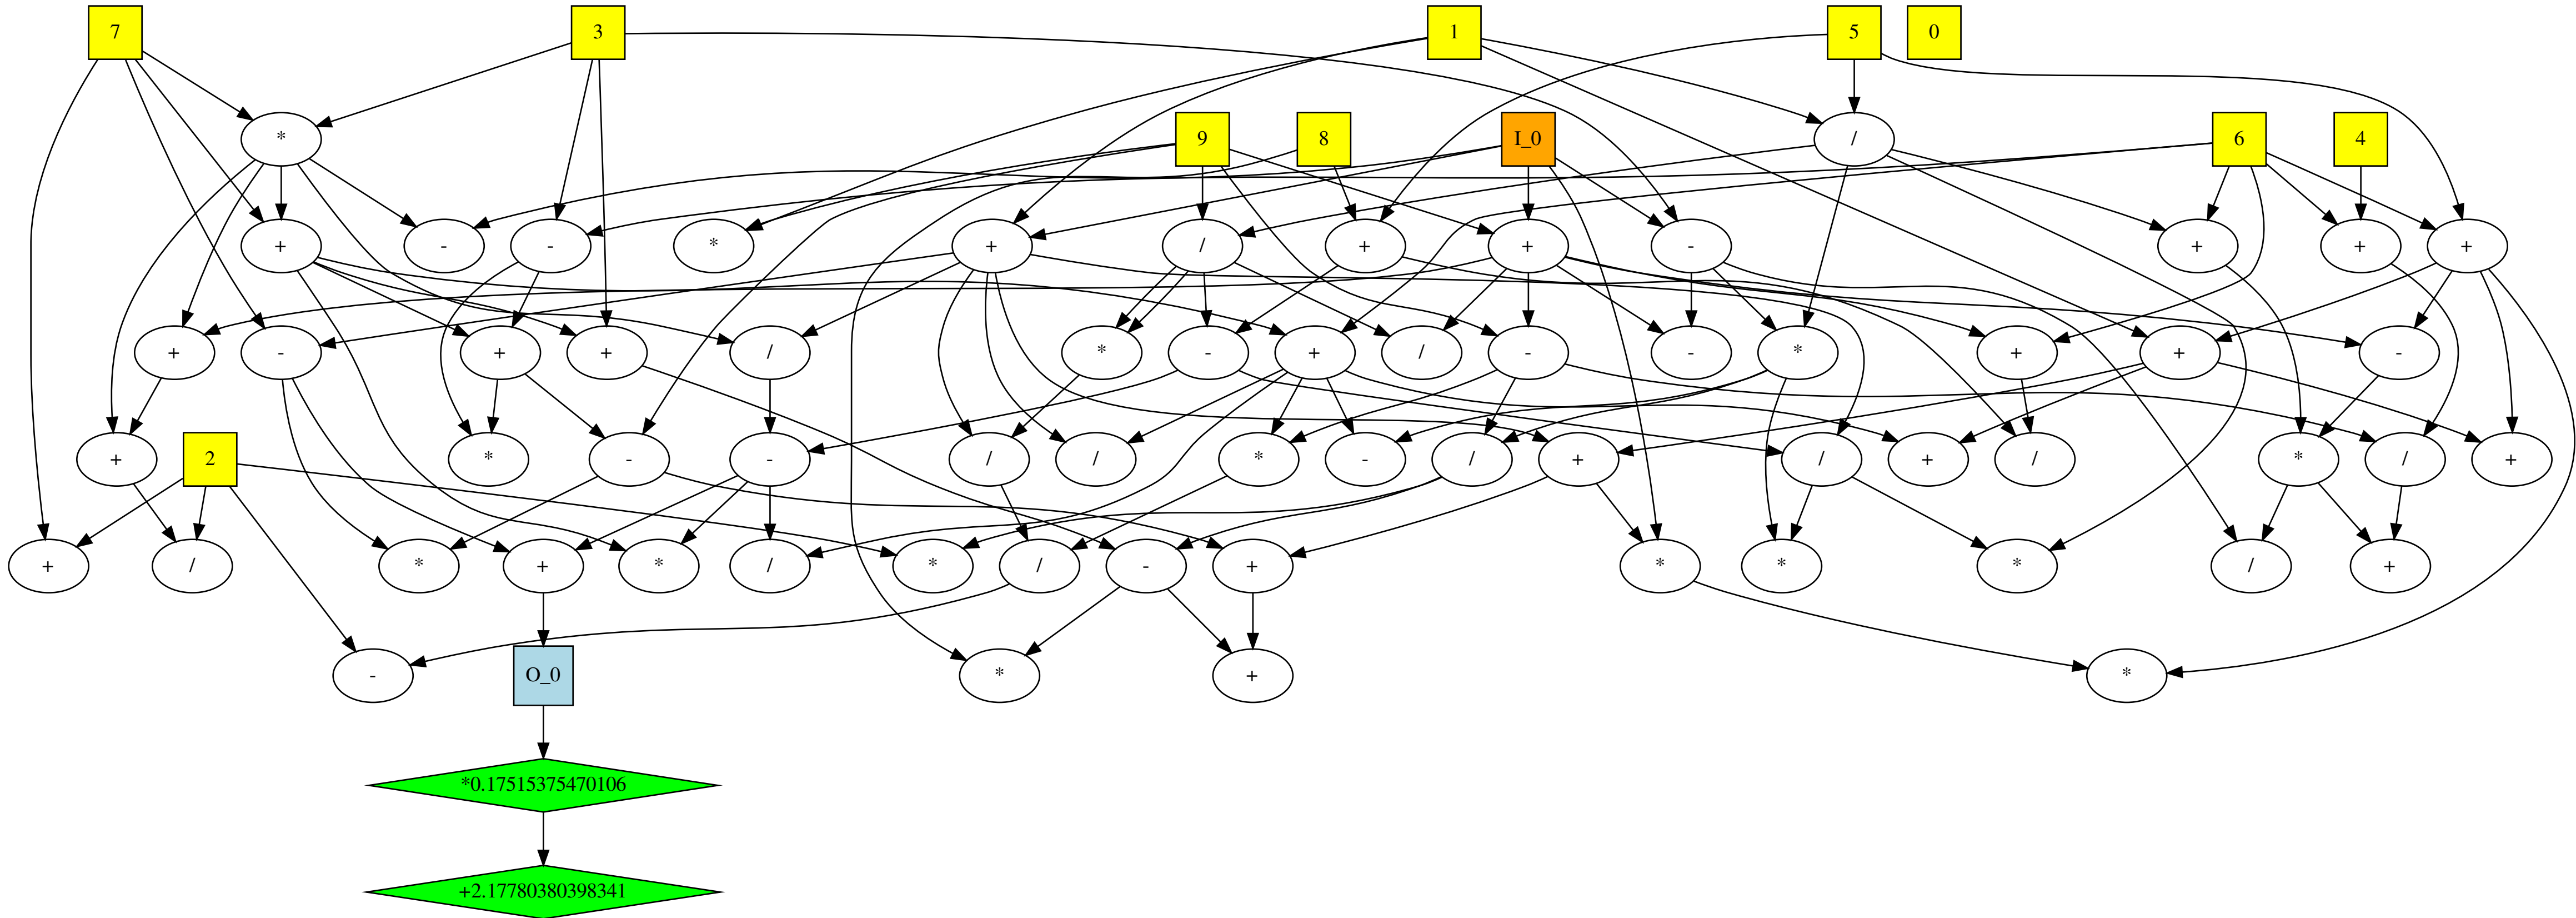 7 3 1 5 0
* 9 8 I_0 / 6 4
+ - - * + / + + - + + +
+ - + + / * - + / - - * + + -
+ 2 * - - / / * - / + / + / * / +
+ / * + * / * / - + * * * / +
- O_0 * + *
*0.17515375470106
+2.17780380398341